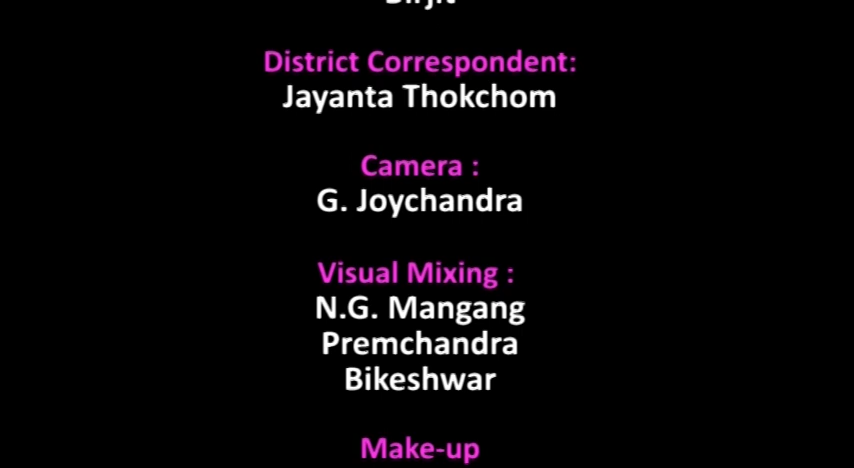 District Correspondent:
Jayanta Thokchom
Camera :
G. Joychandra
Visual Mixing :
N.G. Mangang
Premchandra
Bikeshwar
Make-up